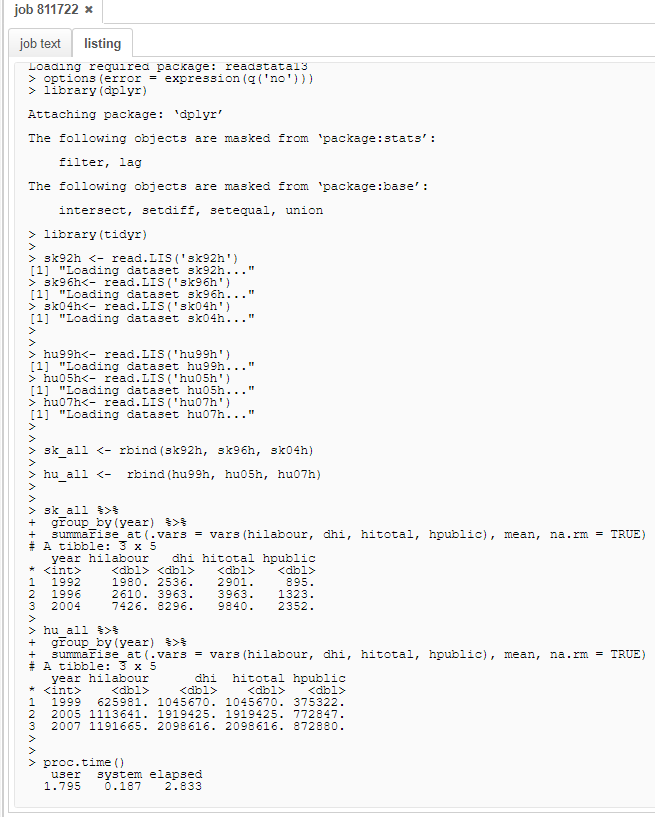 job 811722 ×
job text listing
Loading required package: readstata13
> options(error = expression(q('no')))
> library(dplyr)
Attaching package: ‘dplyr’
The following objects are masked from ‘package:stats’:
filter, lag
The following objects are masked from ‘package:base’:
intersect, setdiff, setequal, union
> library(tidyr)
>
> sk92h <- read.LIS('sk92h')
[1] "Loading dataset sk92h..."
> sk96h<- read.LIS('sk96h')
[1] "Loading dataset sk96h..."
> sk04h<- read.LIS('sk04h')
[1] "Loading dataset sk04h..."
>
>
> hu99h<- read.LIS('hu99h')
[1] "Loading dataset hu99h..."
> hu05h<- read.LIS('hu05h')
[1] "Loading dataset hu05h..."
> hu07h<- read.LIS('hu07h')
[1] "Loading dataset hu07h..."
>
>
> sk_all <- rbind(sk92h, sk96h, sk04h)
>
> hu_all <-  rbind(hu99h, hu05h, hu07h)
>
>
> sk_all %>%
+  group_by(year) %>%
+  summarise_at(.vars = vars(hilabour, dhi, hitotal, hpublic), mean, na.rm = TRUE)
# A tibble: 3 x 5
year hilabour   dhi hitotal hpublic
* <int>    <dbl> <dbl>   <dbl>   <dbl>
1  1992    1980. 2536.   2901.    895.
2  1996    2610. 3963.   3963.   1323.
3  2004    7426. 8296.   9840.   2352.
>
> hu_all %>%
+  group_by(year) %>%
+  summarise_at(.vars = vars(hilabour, dhi, hitotal, hpublic), mean, na.rm = TRUE)
# A tibble: 3 x 5
year hilabour      dhi  hitotal hpublic
* <int>    <dbl>    <dbl>    <dbl>   <dbl>
1  1999  625981. 1045670. 1045670. 375322.
2  2005 1113641. 1919425. 1919425. 772847.
3  2007 1191665. 2098616. 2098616. 872880.
>
>
> proc.time()
user  system elapsed
1.795   0.187   2.833